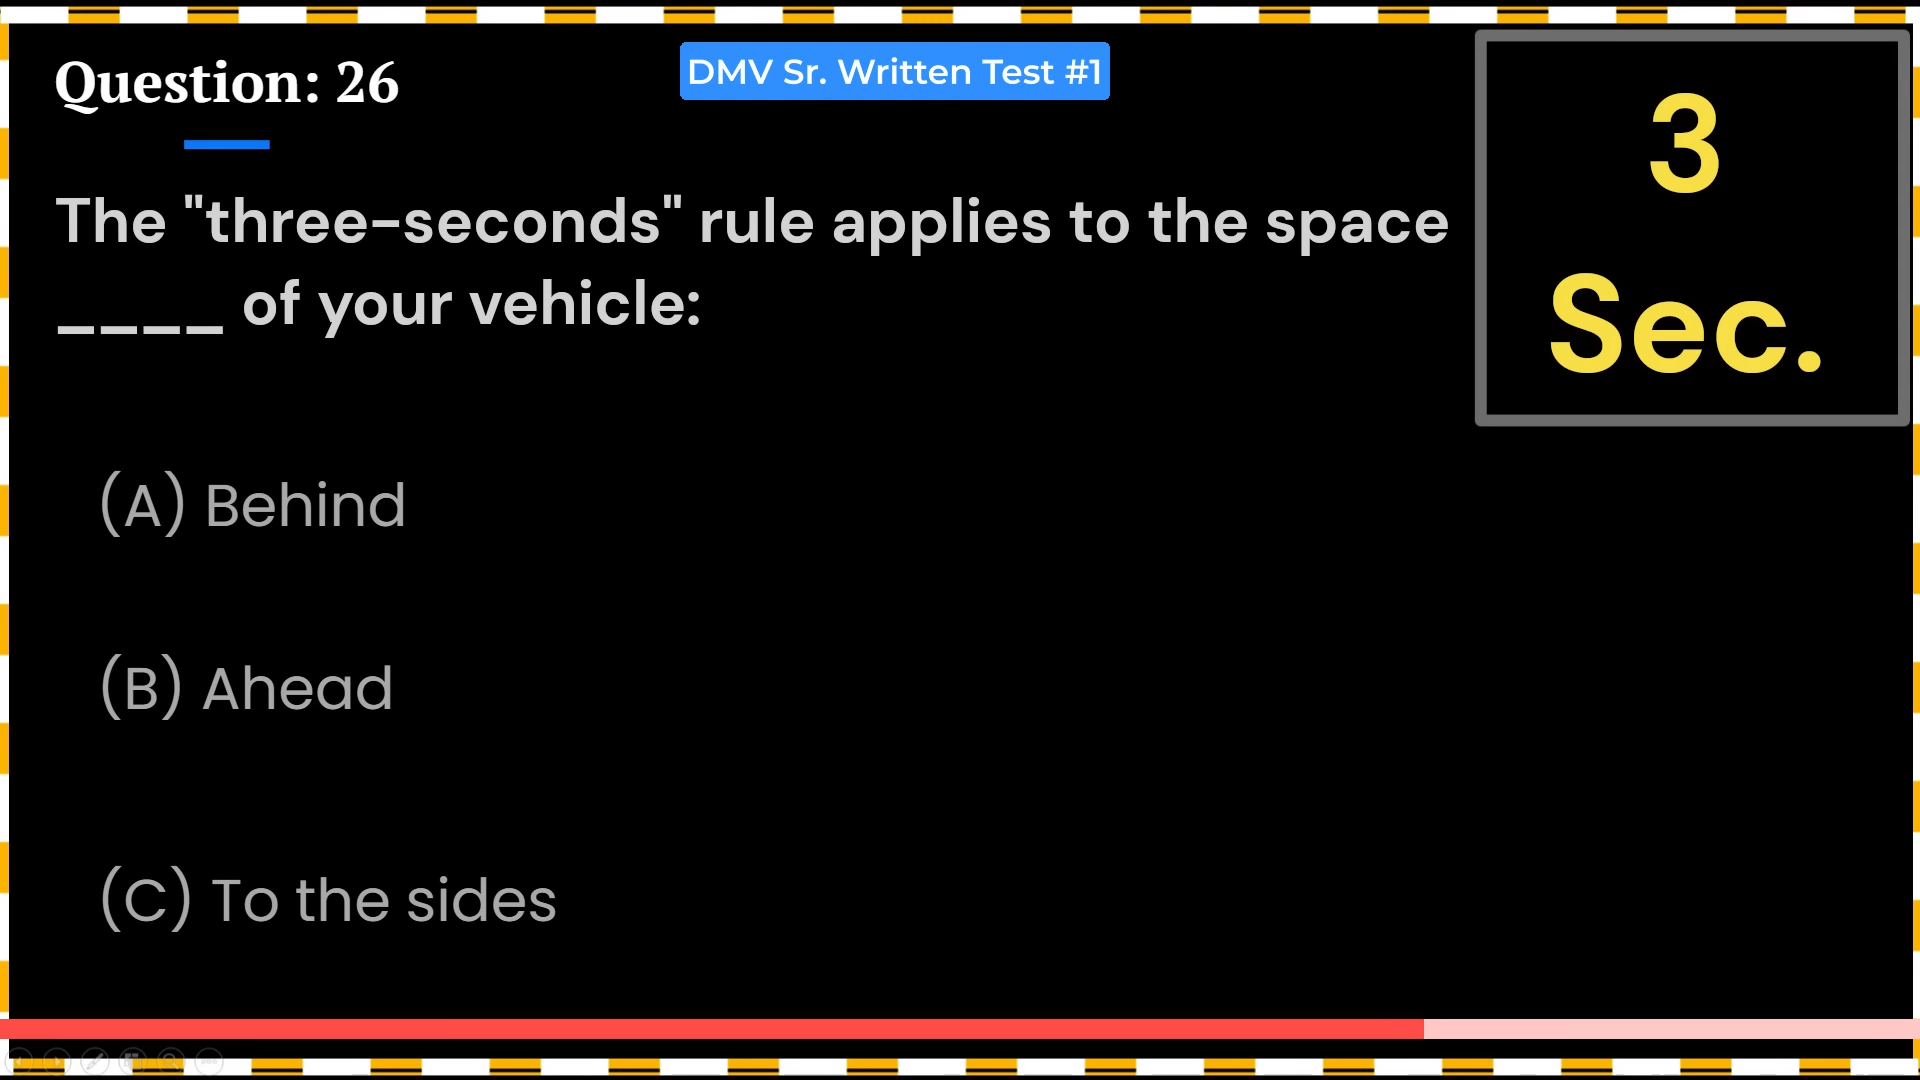 Question: 26
DMV Sr. Written Test #1
3
Sec.
The "three-seconds" rule applies to the space
____ of your vehicle:
(A) Behind
(B) Ahead
(C) To the sides